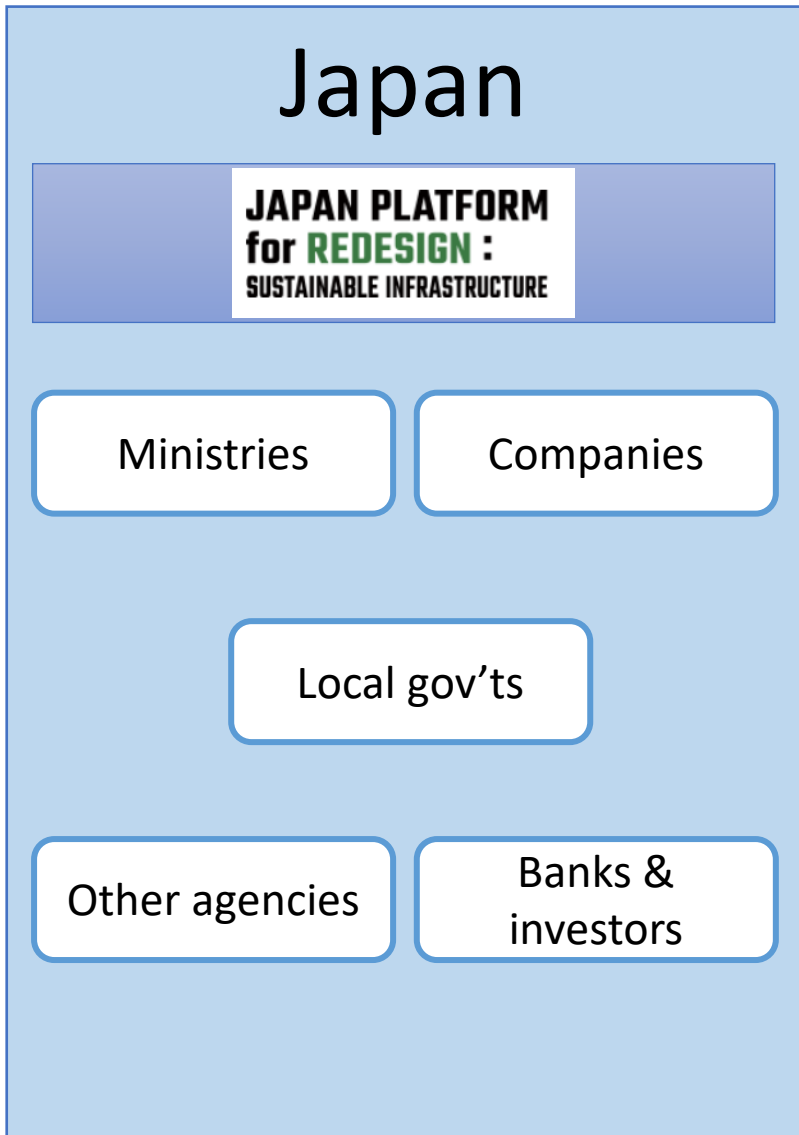 Japan
JAPAN PLATFORM
for REDESIGN :
SUSTAINABLE INFRASTRUCTURE
Ministries
Companies
Local gov’ts
Other agencies
Banks &
investors